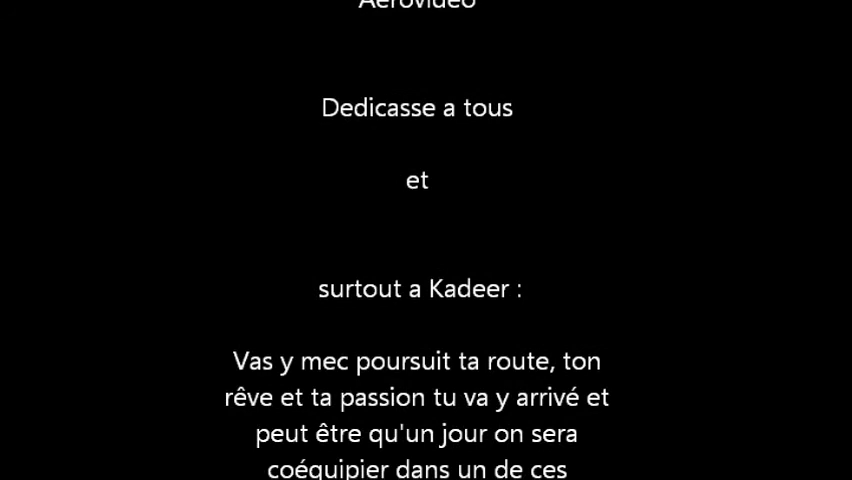 Aerovideo
Dedicasse a tous
et
surtout a Kadeer :
Vas y mec poursuit ta route, ton
rêve et ta passion tu va y arrivé et
peut être qu'un jour on sera
coéquipier dans un de ces